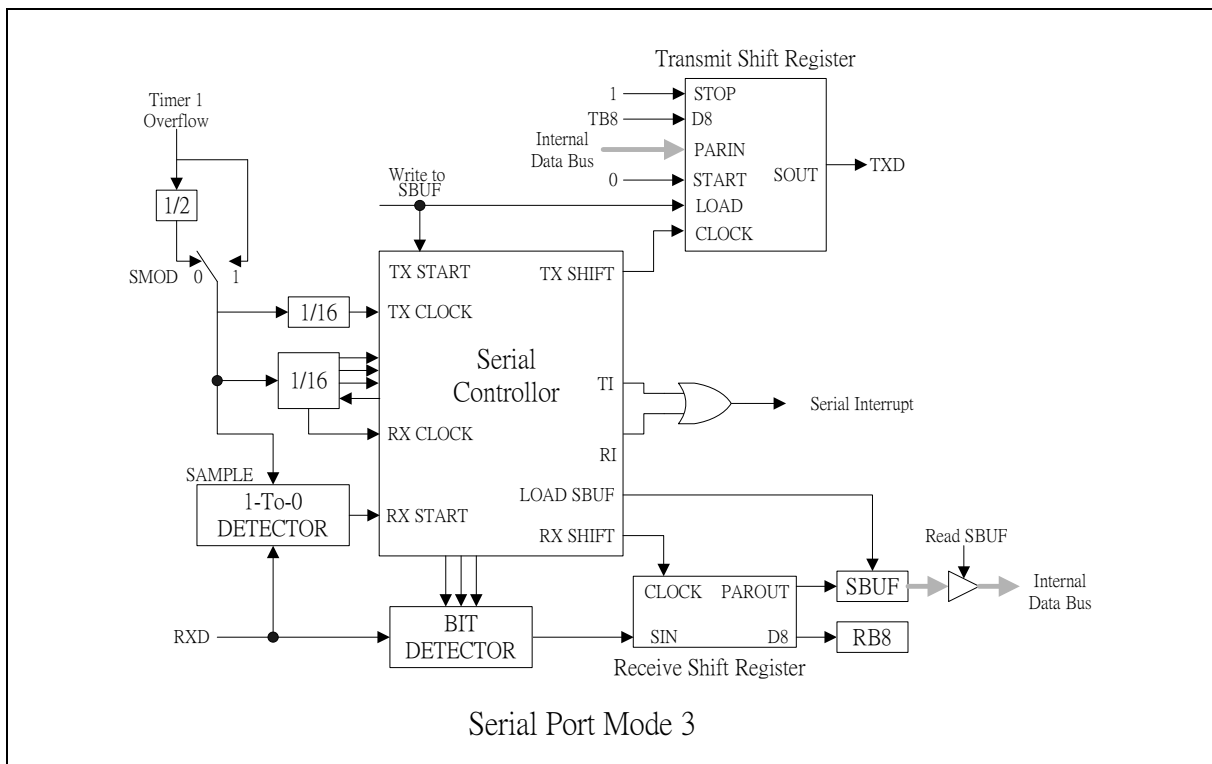 Transmit Shift Register
Timer 1
Overflow
1
STOP
TB8
D8
Internal
Data Bus
PARIN
SOUT
TXD
0
START
Write to
SBUF
LOAD
CLOCK
1/2
SMOD
0
1
TX START
TX SHIFT
1/16
TX CLOCK
1/16
Serial
Controllor
TI
Serial Interrupt
RX CLOCK
RI
SAMPLE
LOAD SBUF
1-To-0
DETECTOR
RX START
RX SHIFT
Read SBUF
CLOCK
PAROUT
SBUF
Internal
Data Bus
RXD
BIT
DETECTOR
SIN
D8
RB8
Receive Shift Register
Serial Port Mode 3